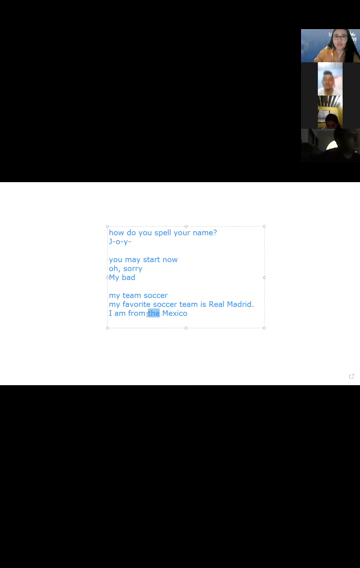 how do you spell your name?
J-o-y-
you may start now
oh, sorry
My bad
my team soccer
my favorite soccer team is Real Madrid.
I am from the Mexico